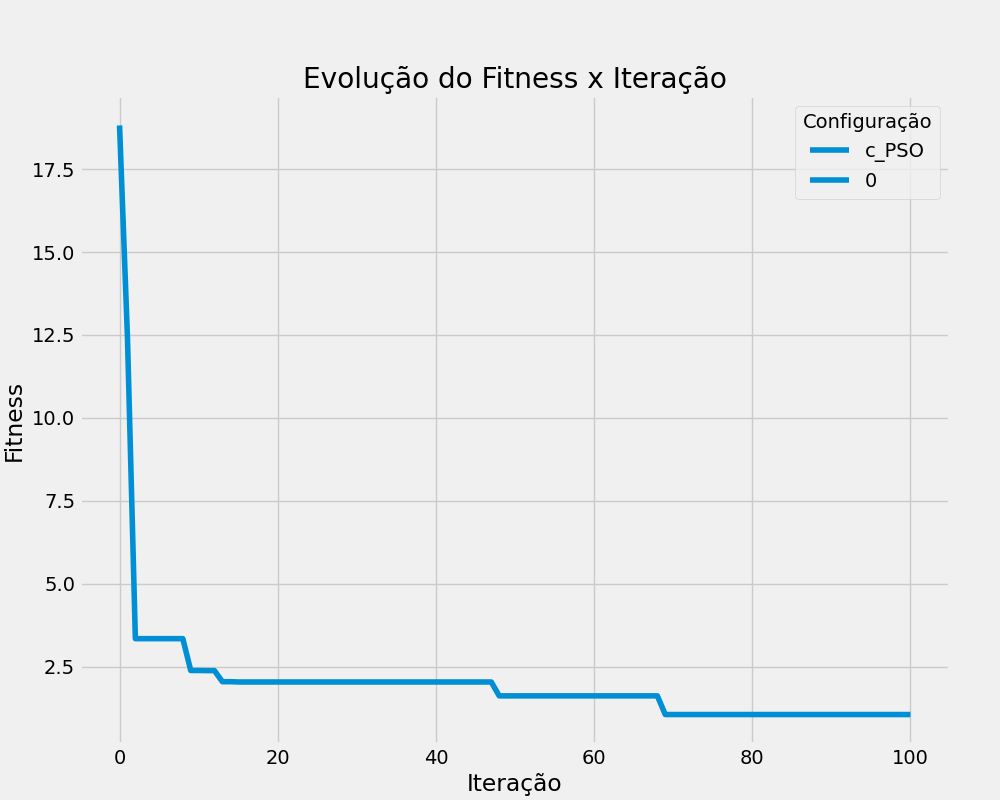 Evolução do Fitness x Iteração
Configuração
c_PSO
0
17.5
15.0
12.5
10.0
7.5
5.0
2.5
Fitness
0 20 40 60 80 100
Iteração